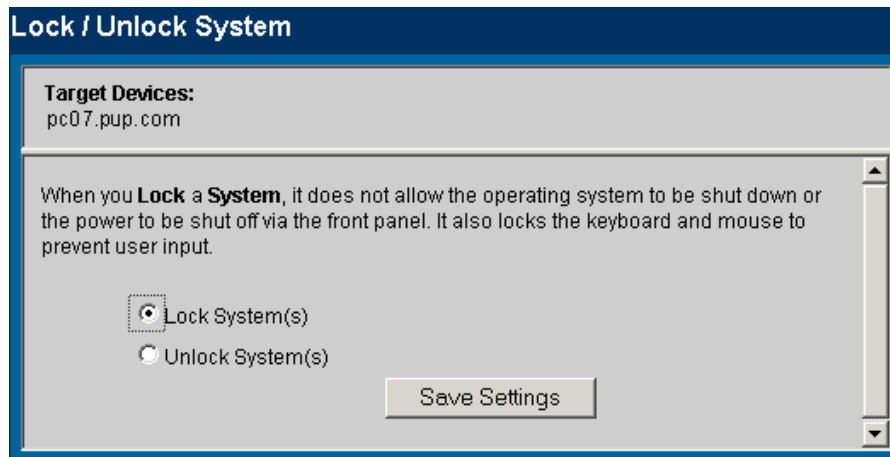 Lock / Unlock System
Target Devices:
pc07.pup.com
When you Lock a System, it does not allow the operating system to be shut down or
the power to be shut off via the front panel. It also locks the keyboard and mouse to
prevent user input.
Lock System(s)
Unlock System(s)
Save Settings